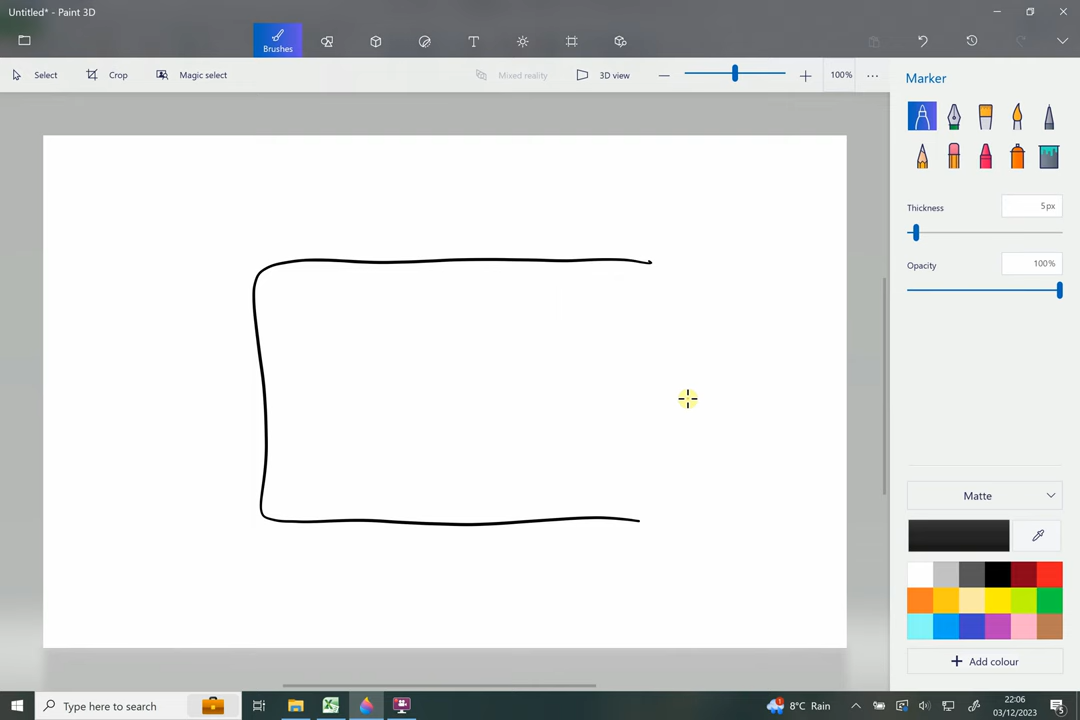 Untitled* - Paint 3D
Brushes
Select
Crop
Magic select
Mixed reality
3D view
100%
Marker
Thickness
5px
Opacity
100%
Matte
Add colour
Type here to search
8°C Rain
22:06
03/12/2023
5